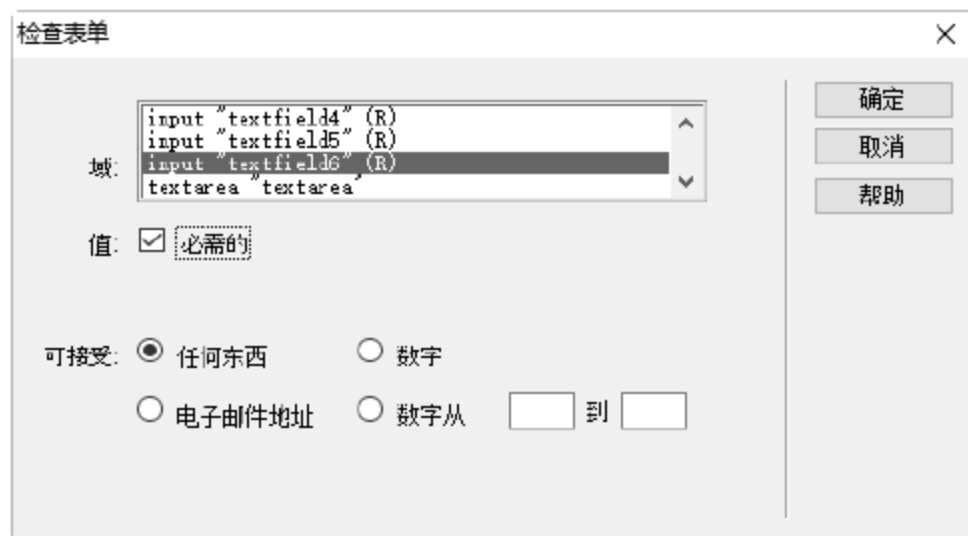 检查表单
确定
取消
帮助
域:
input "textfield4" (R)
input "textfield5" (R)
input "textfield6" (R)
textarea "textarea"
值: 必需的
可接受: 任何东西 数字
电子邮件地址 数字从 到